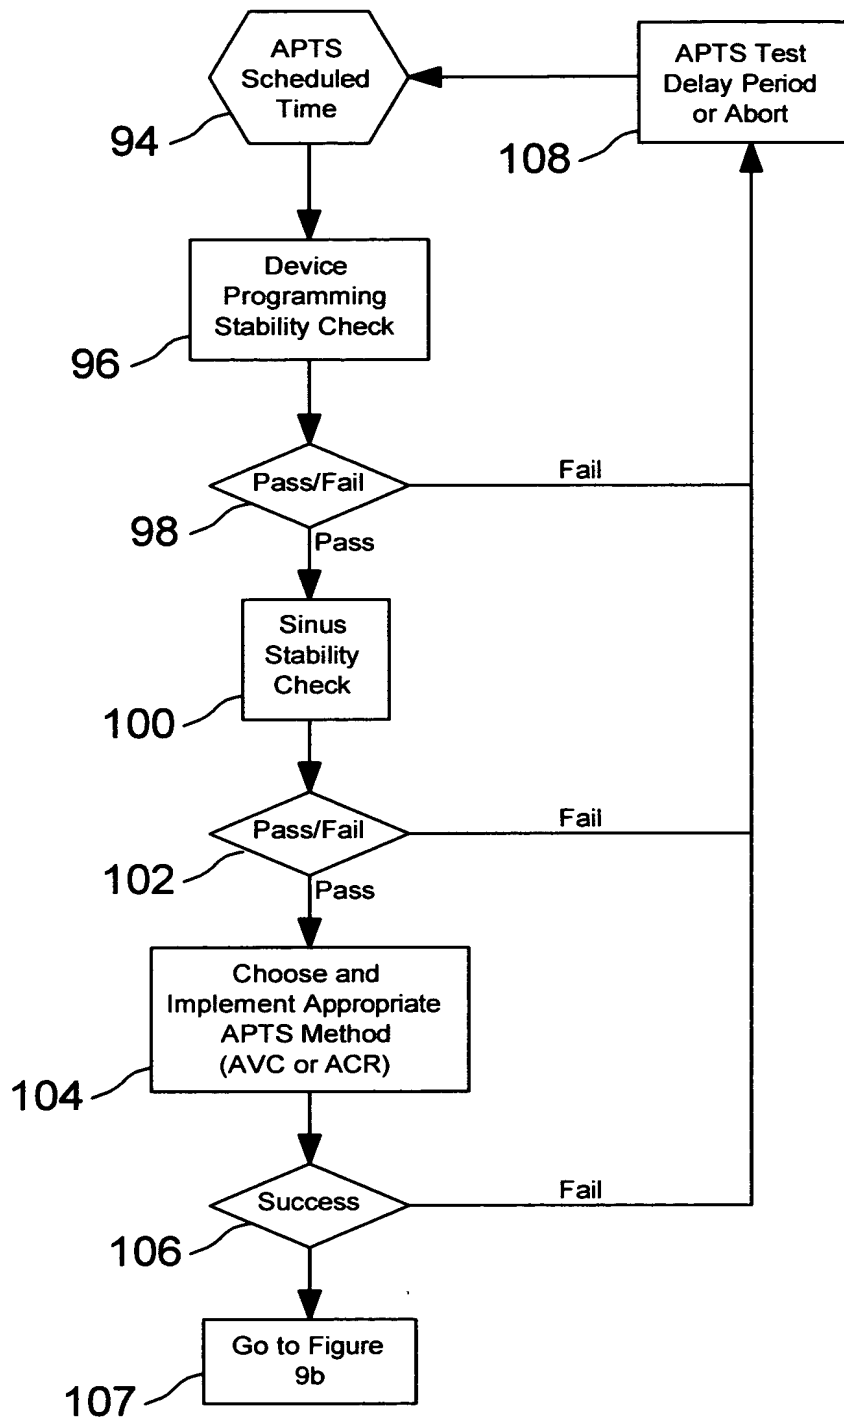 APTS
Scheduled
Time
94
APTS Test
Delay Period
or Abort
108
Device
Programming
Stability Check
96
Pass/Fail
Fail
98
Pass
Sinus
Stability
Check
100
Pass/Fail
Fail
102
Pass
Choose and
Implement Appropriate
APTS Method
(AVC or ACR)
104
Success
Fail
106
Go to Figure
9b
107